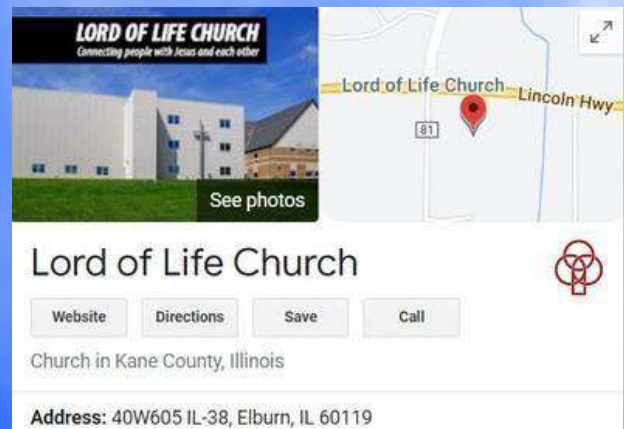 LORD OF LIFE CHURCH
Connecting people with Jesus and each other
See photos
Lord of Life Church
Lincoln Hwy
81
Lord of Life Church
Website Directions Save Call
Church in Kane County, Illinois
Address: 40W605 IL-38, Elburn, IL 60119